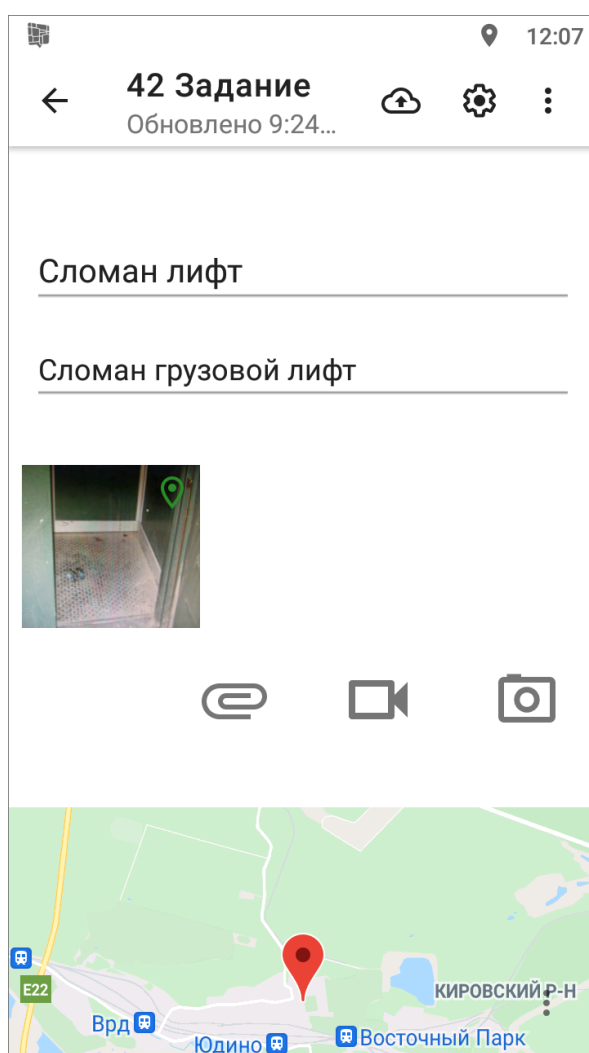 12:07
42 Задание
Обновлено 9:24...
Сломан лифт
Сломан грузовой лифт
E22
КИРОВСКИЙ Р-Н
Врд
Юдино
Восточный Парк